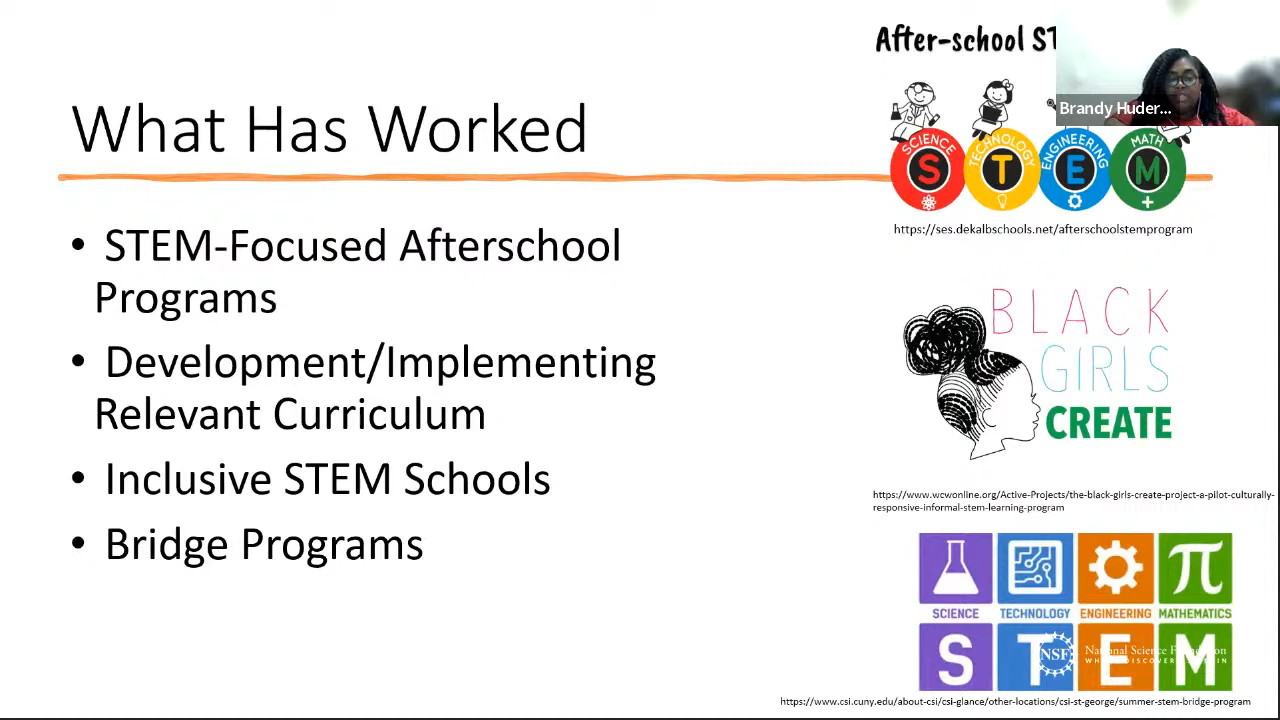 After-school ST
Brandy Huder...
What Has Worked
SCIENCE TECHNOLOGY ENGINEERING MATH
S T E M
https://ses.dekalbschools.net/afterschoolstemprogram
• STEM-Focused Afterschool
Programs
• Development/Implementing
Relevant Curriculum
• Inclusive STEM Schools
• Bridge Programs
BLACK
GIRLS
CREATE
https://www.wcwonline.org/Active-Projects/the-black-girls-create-project-a-pilot-culturally-
responsive-informal-stem-learning-program
π
SCIENCE TECHNOLOGY ENGINEERING MATHEMATICS
S T E M
NSF National Science Foundation
https://www.csi.cuny.edu/about-csi/csi-glance/other-locations/csi-st-george/summer-stem-bridge-program